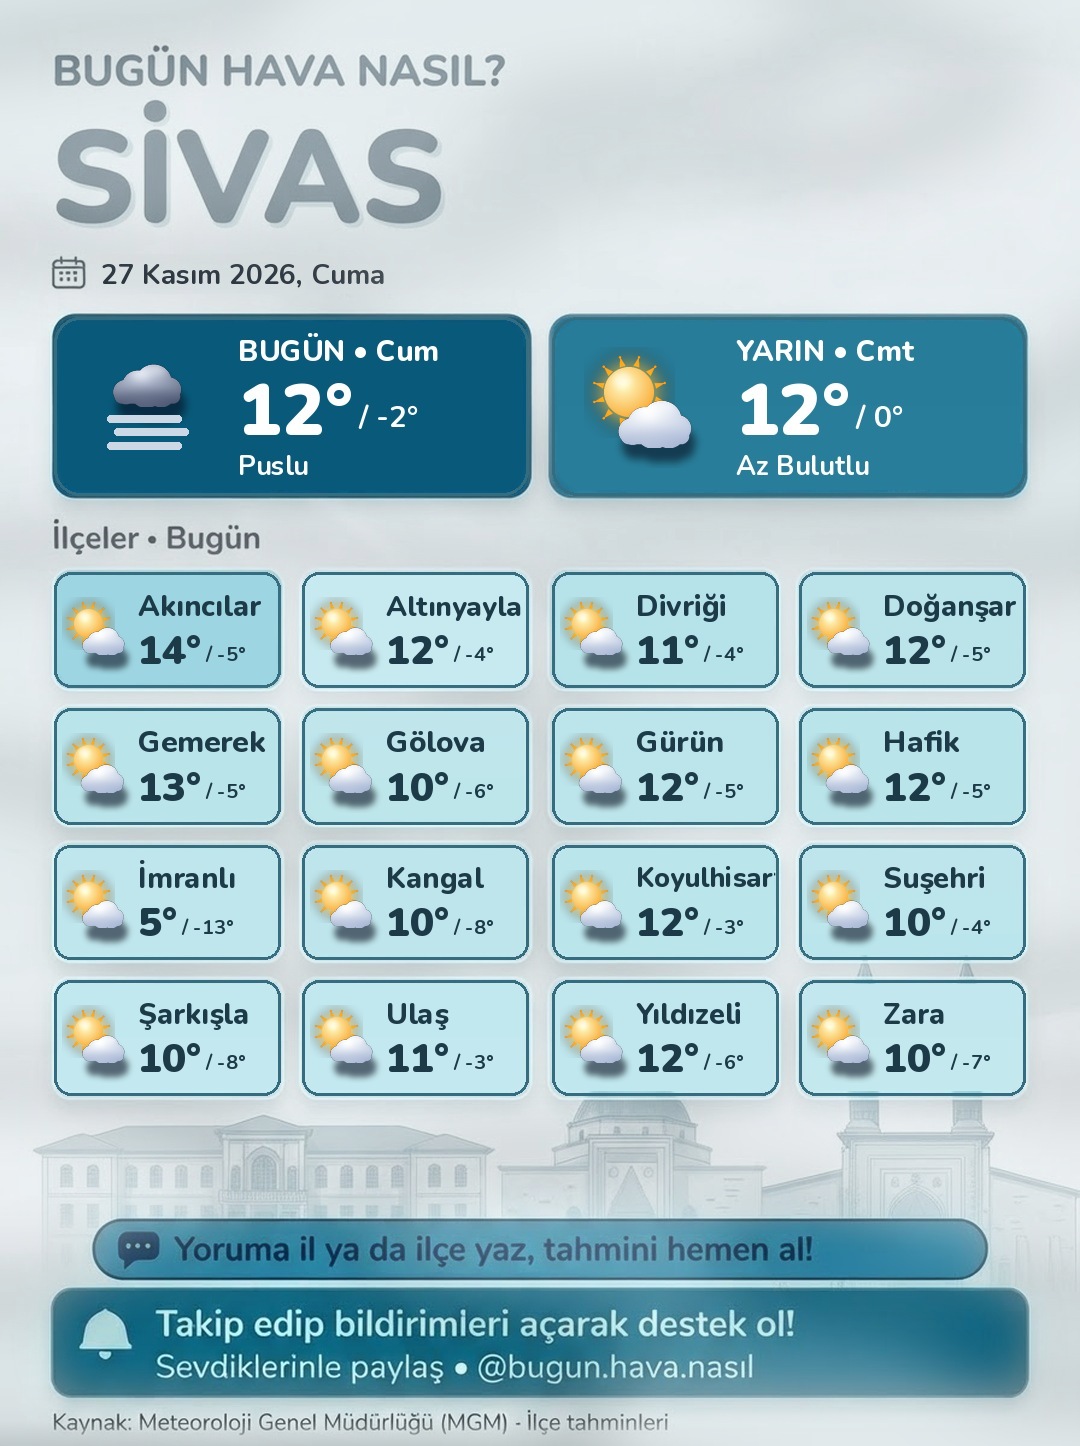 BUGÜN HAVA NASIL?
SİVAS
27 Kasım 2026, Cuma
BUGÜN • Cum
12° / -2°
Puslu
YARIN • Cmt
12° / 0°
Az Bulutlu
İlçeler • Bugün
Akıncılar
14° / -5°
Altınyayla
12° / -4°
Divriği
11° / -4°
Doğanşar
12° / -5°
Gemerek
13° / -5°
Gölova
10° / -6°
Gürün
12° / -5°
Hafik
12° / -5°
İmranlı
5° / -13°
Kangal
10° / -8°
Koyulhisar
12° / -3°
Suşehri
10° / -4°
Şarkışla
10° / -8°
Ulaş
11° / -3°
Yıldızeli
12° / -6°
Zara
10° / -7°
Yoruma il ya da ilçe yaz, tahmini hemen al!
Takip edip bildirimleri açarak destek ol!
Sevdiklerinle paylaş • @bugun.hava.nasıl
Kaynak: Meteoroloji Genel Müdürlüğü (MGM) - İlçe tahminleri